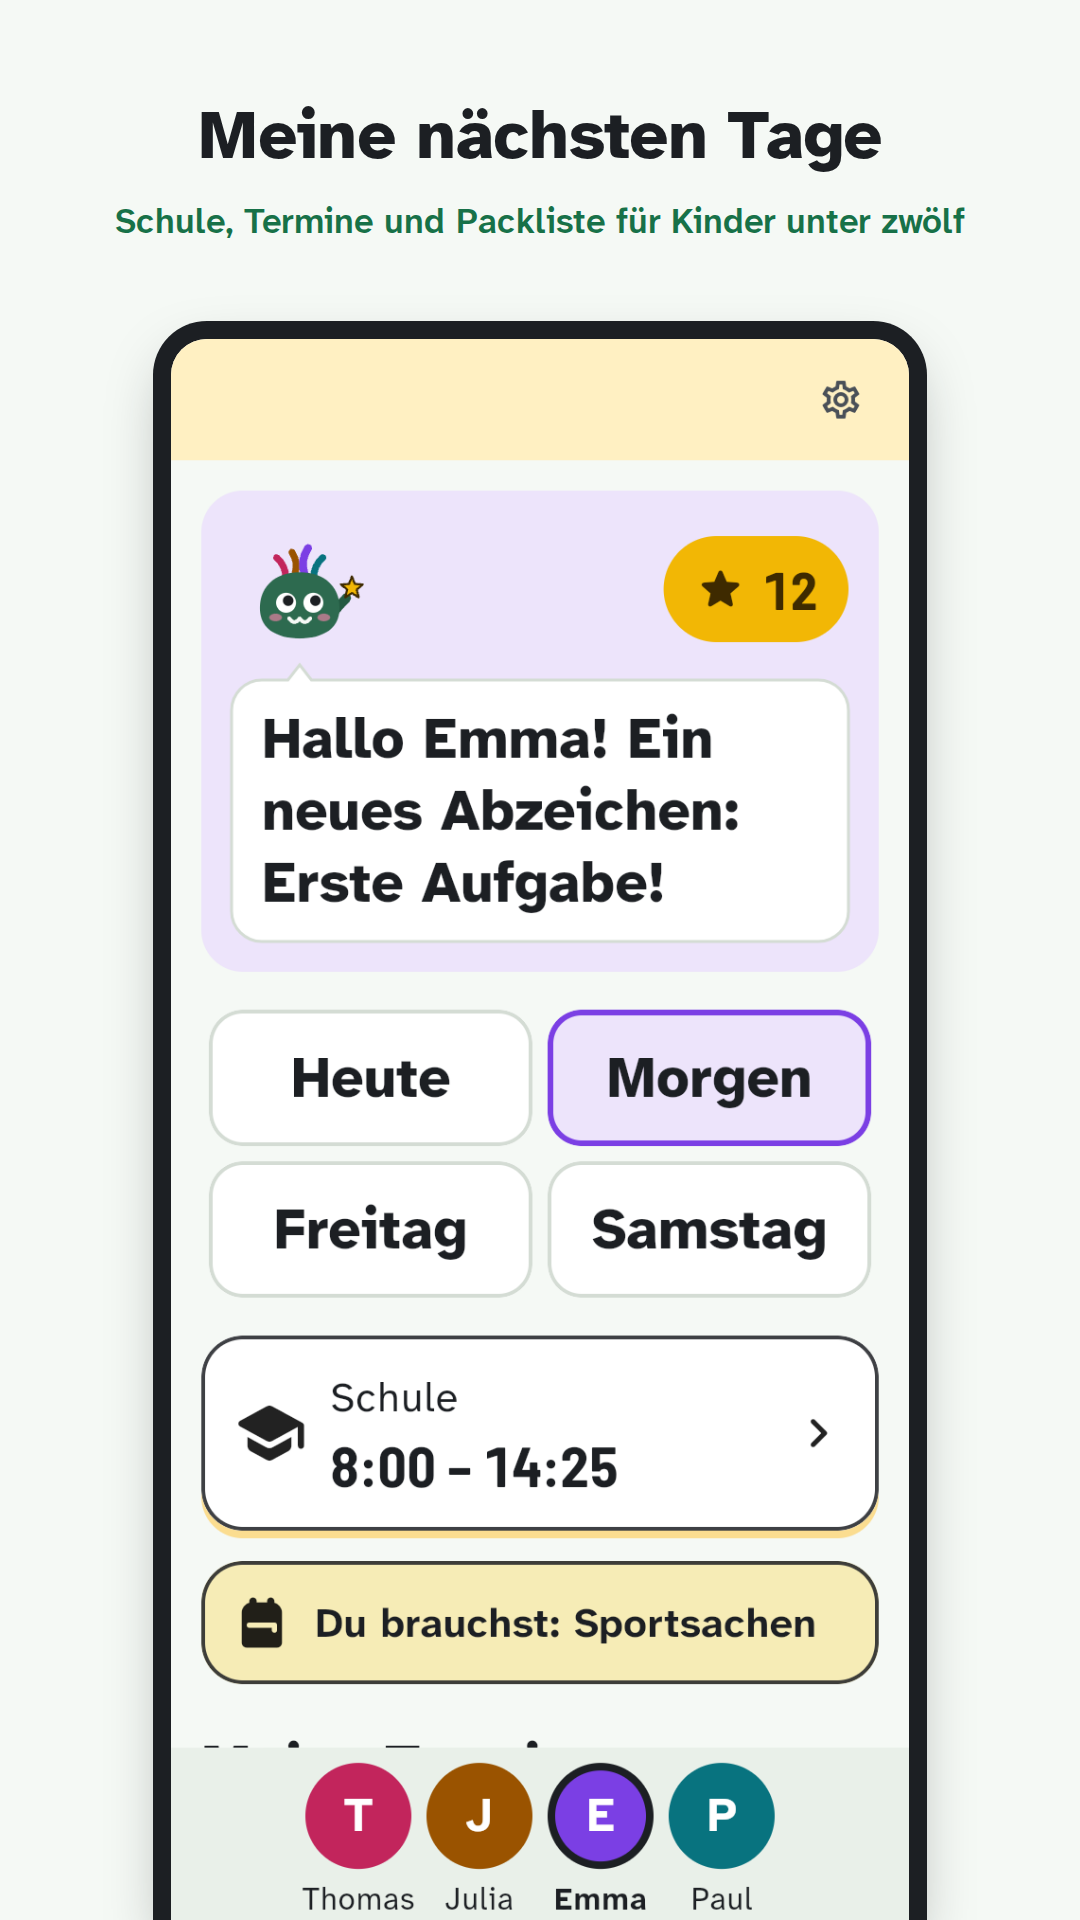 Meine nächsten Tage
Schule, Termine und Packliste für Kinder unter zwölf
12
Hallo Emma! Ein
neues Abzeichen:
Erste Aufgabe!
Heute
Morgen
Freitag
Samstag
Schule
8:00 – 14:25
Du brauchst: Sportsachen
T
J
E
P
Thomas
Julia
Emma
Paul